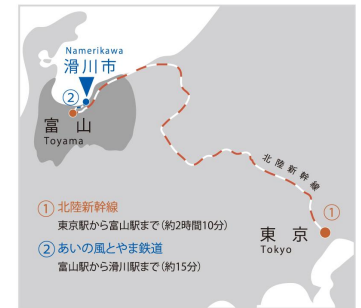 Namerikawa
滑川市
②
富山
Toyama
北陸新幹線
①
東京
Tokyo
① 北陸新幹線
東京駅から富山駅まで（約2時間10分）
② あいの風とやま鉄道
富山駅から滑川駅まで（約15分）